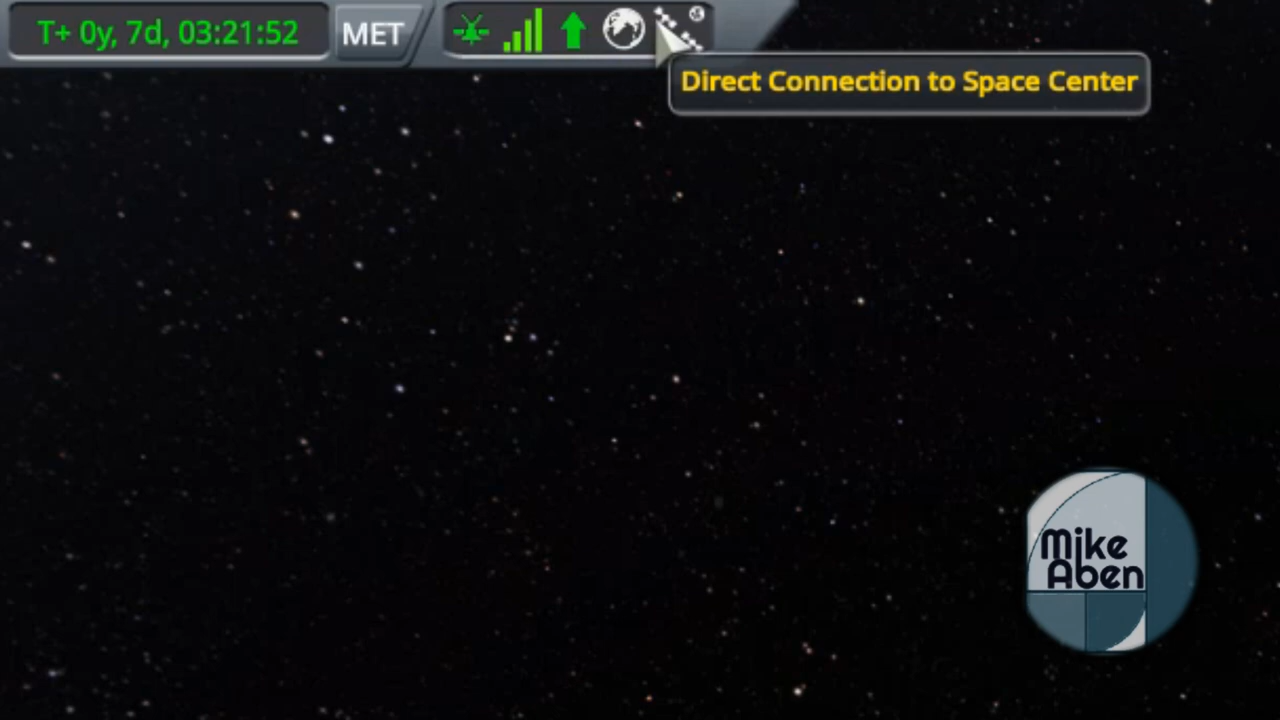 T+ 0y, 7d, 03:21:52
MET
Direct Connection to Space Center
Mike
Aben